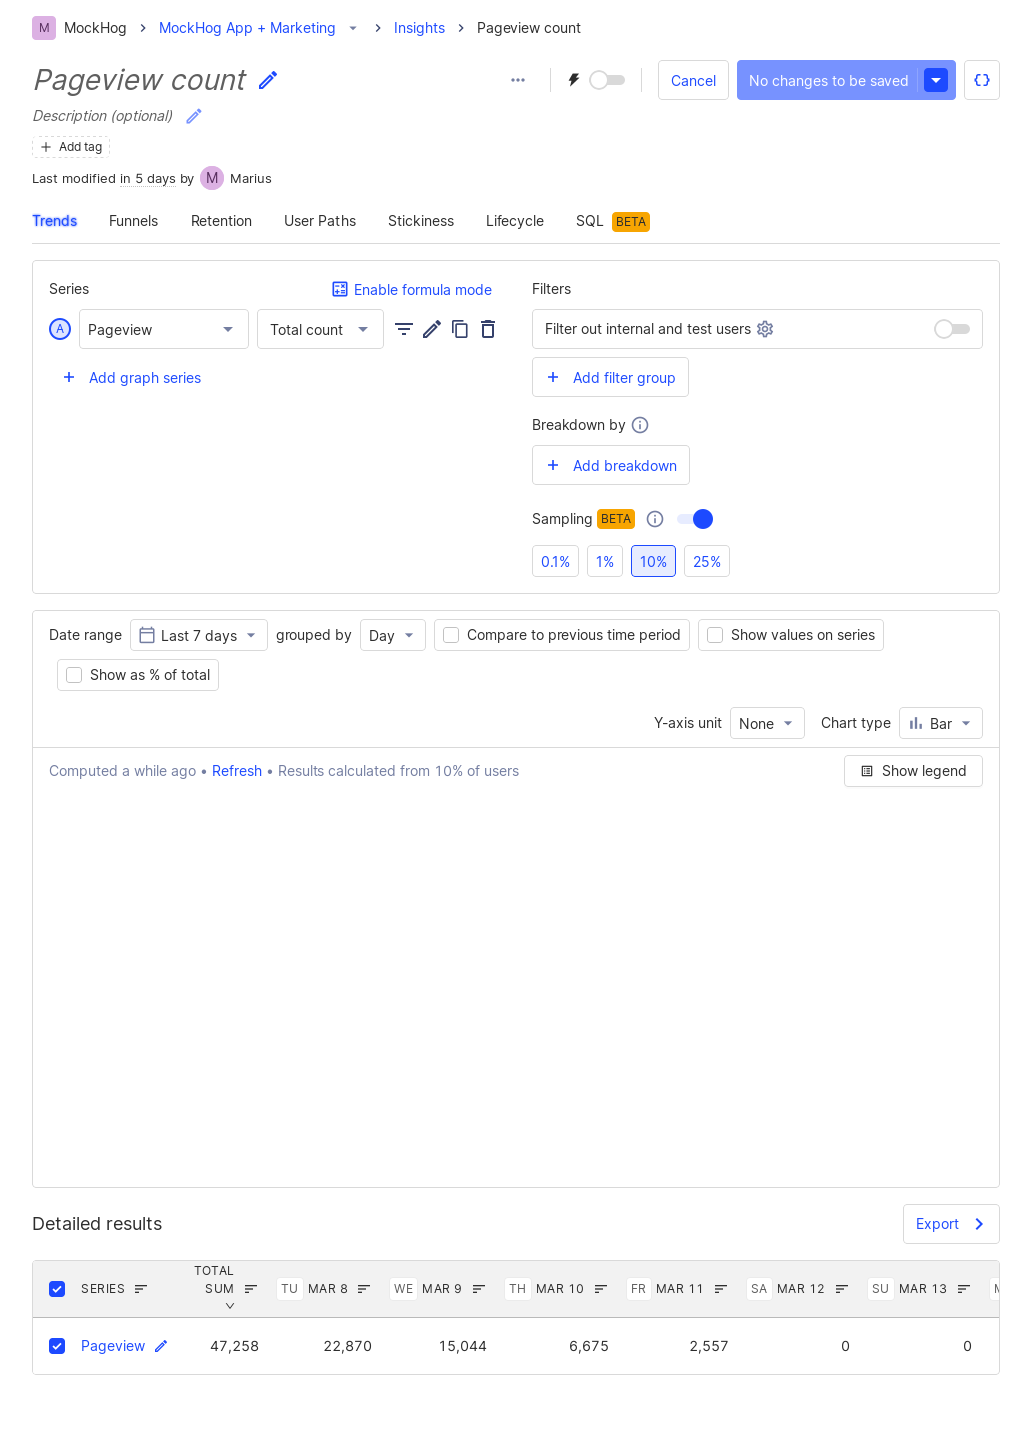 M MockHog MockHog App + Marketing Insights Pageview count
Pageview count
Cancel No changes to be saved
Description (optional)
Add tag
Last modified in 5 days by M Marius
Trends Funnels Retention User Paths Stickiness Lifecycle SQL BETA
Series Enable formula mode
A Pageview Total count
Add graph series
Filters
Filter out internal and test users
Add filter group
Breakdown by
Add breakdown
Sampling BETA
0.1% 1% 10% 25%
Date range Last 7 days grouped by Day Compare to previous time period Show values on series
Show as % of total
Y-axis unit None Chart type Bar
Computed a while ago • Refresh • Results calculated from 10% of users Show legend
Detailed results Export
SERIES TOTAL SUM TU MAR 8 WE MAR 9 TH MAR 10 FR MAR 11 SA MAR 12 SU MAR 13
Pageview 47,258 22,870 15,044 6,675 2,557 0 0